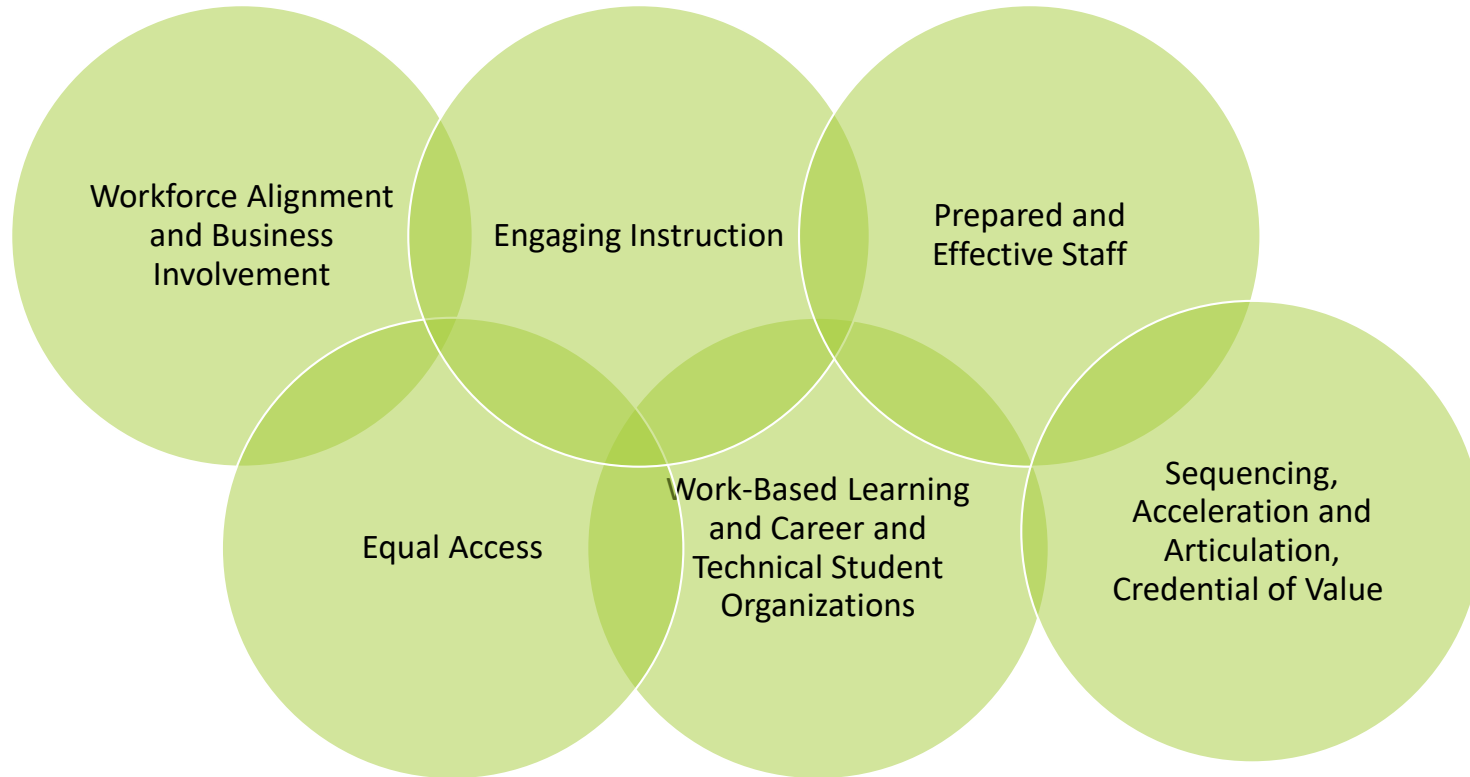 Workforce Alignment
and Business
Involvement
Engaging Instruction
Prepared and
Effective Staff
Equal Access
Work-Based Learning
and Career and
Technical Student
Organizations
Sequencing,
Acceleration and
Articulation,
Credential of Value